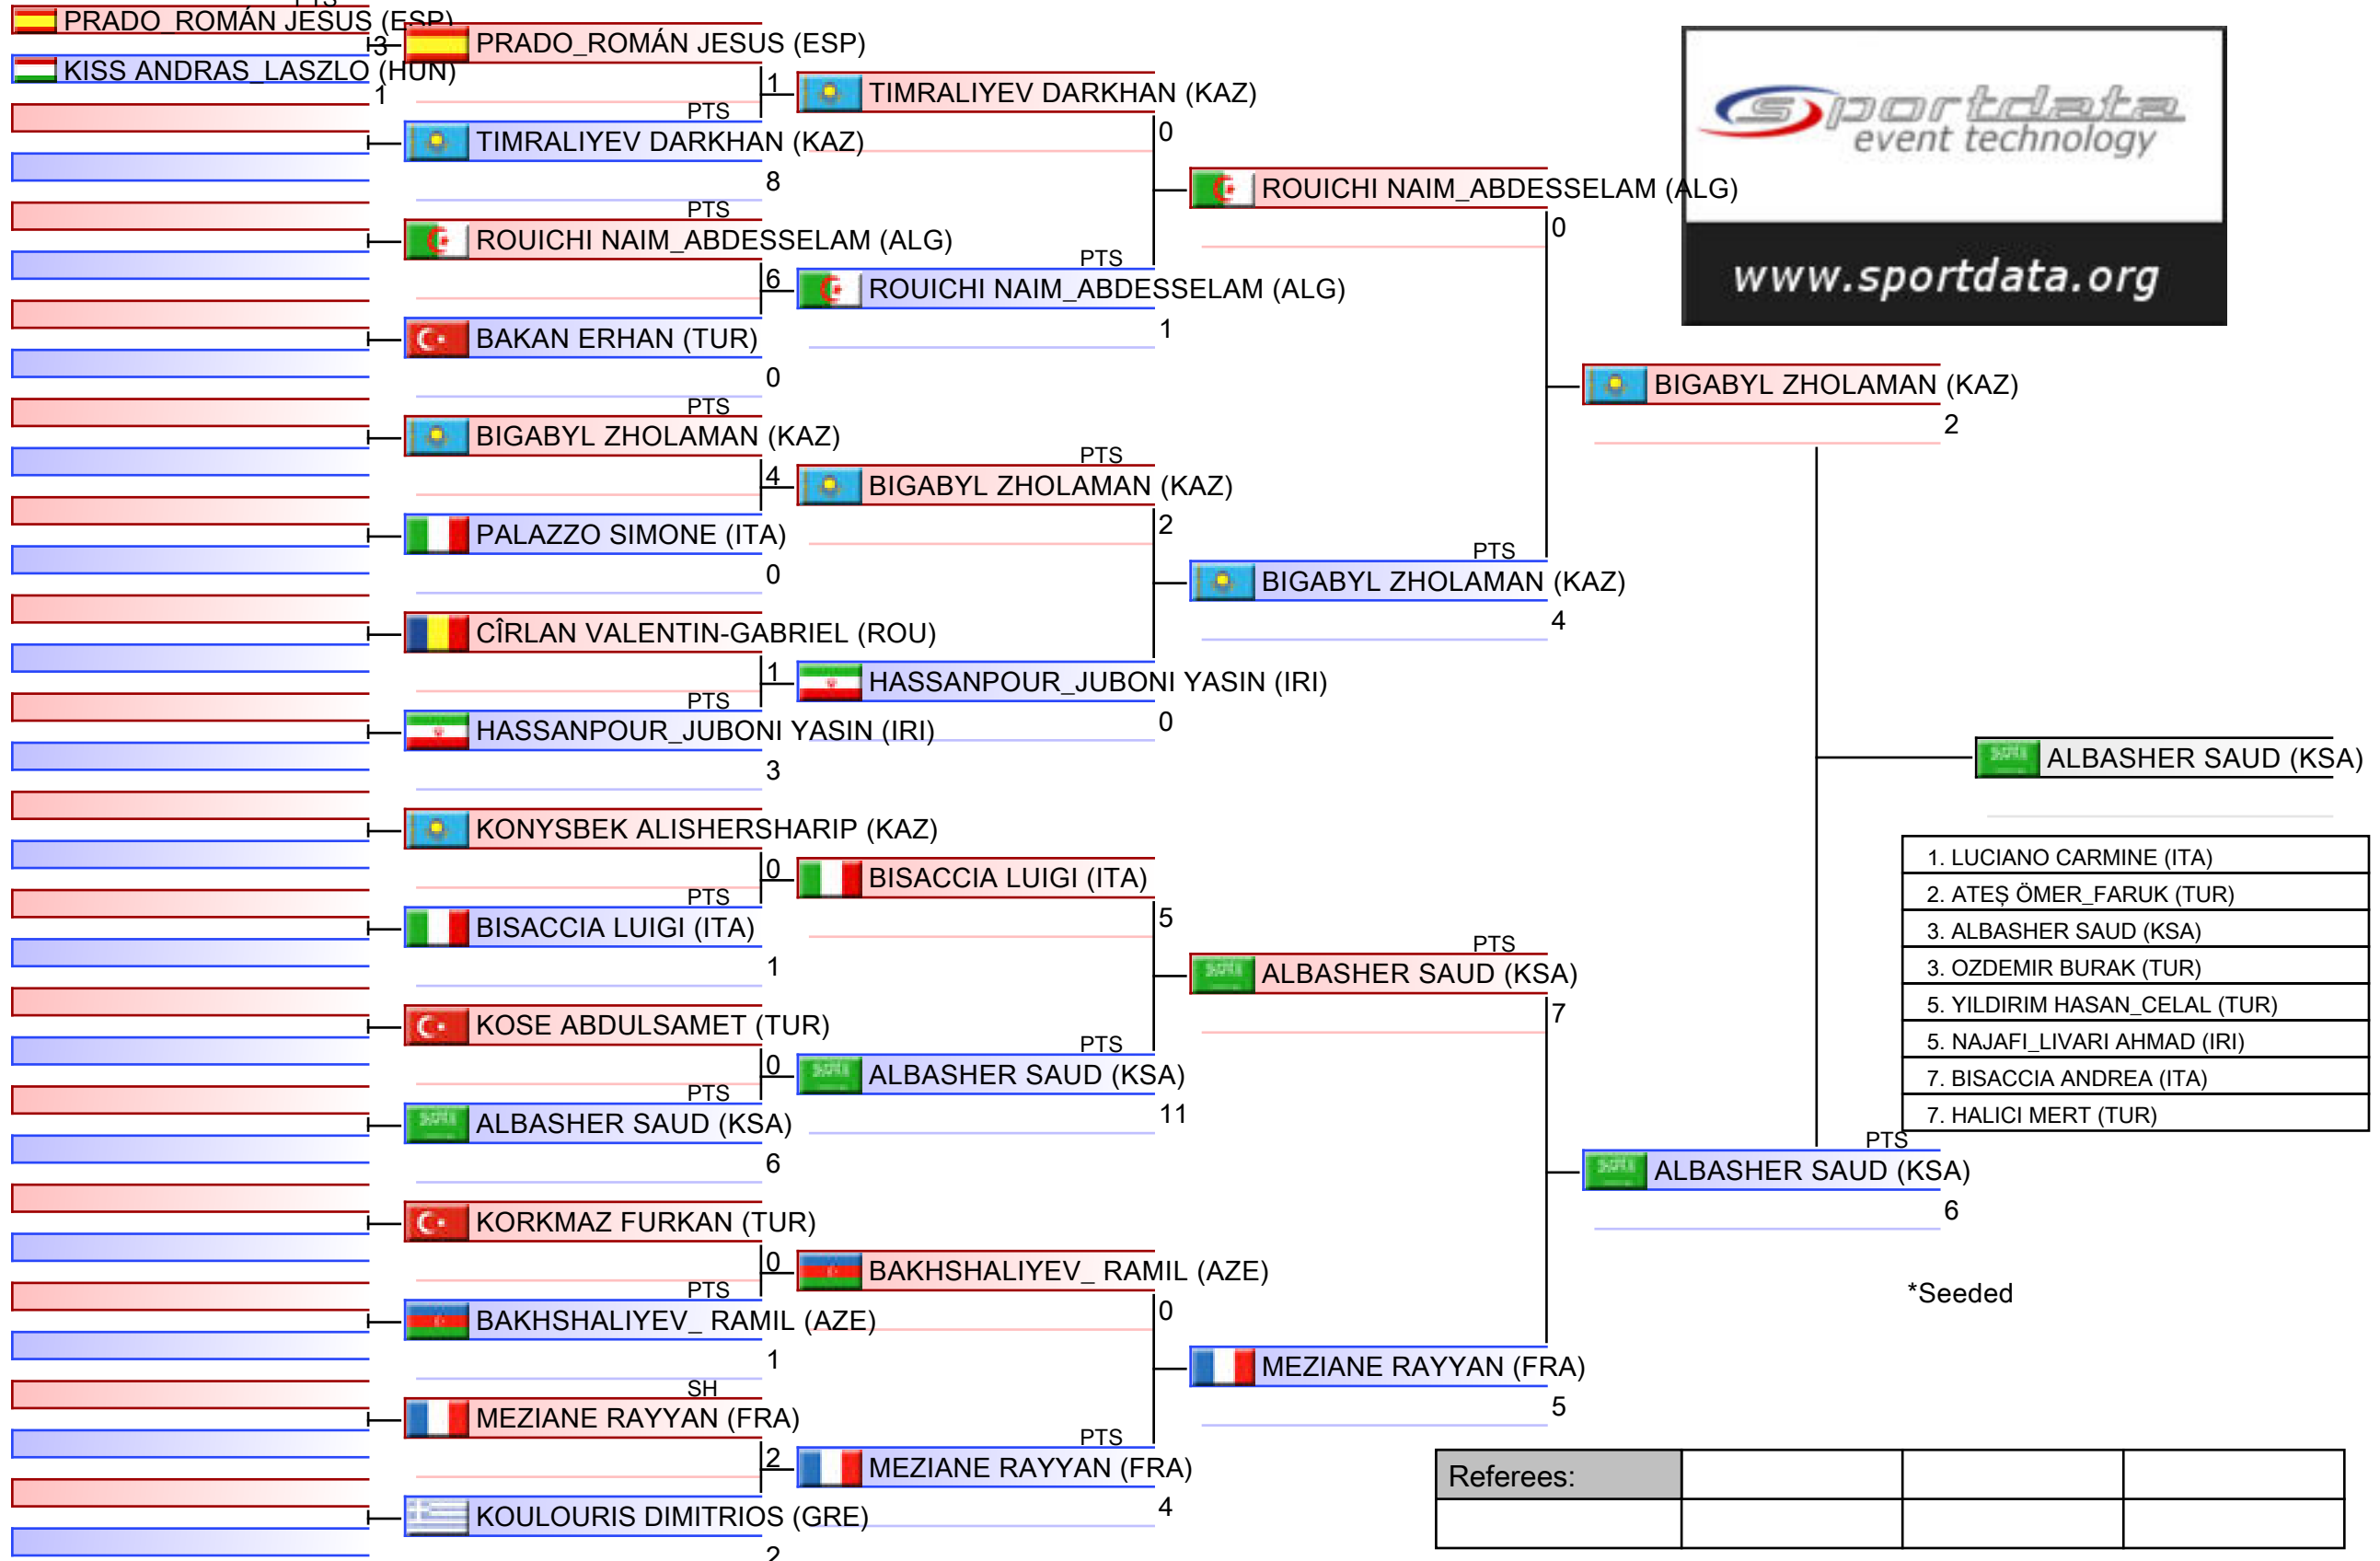 PTS
PRADO_ROMÁN JESUS (ESP)
3
KISS ANDRAS_LASZLO (HUN)
1
PRADO_ROMÁN JESUS (ESP)
1
PTS
TIMRALIYEV DARKHAN (KAZ)
8
PTS
ROUICHI NAIM_ABDESSELAM (ALG)
6
BAKAN ERHAN (TUR)
0
PTS
BIGABYL ZHOLAMAN (KAZ)
4
PALAZZO SIMONE (ITA)
0
CÎRLAN VALENTIN-GABRIEL (ROU)
1
PTS
HASSANPOUR_JUBONI YASIN (IRI)
3
KONYSBEK ALISHERSHARIP (KAZ)
0
PTS
BISACCIA LUIGI (ITA)
1
KOSE ABDULSAMET (TUR)
0
PTS
ALBASHER SAUD (KSA)
6
KORKMAZ FURKAN (TUR)
0
PTS
BAKHSHALIYEV_ RAMIL (AZE)
1
SH
MEZIANE RAYYAN (FRA)
2
KOULOURIS DIMITRIOS (GRE)
2
TIMRALIYEV DARKHAN (KAZ)
0
PTS
ROUICHI NAIM_ABDESSELAM (ALG)
1
PTS
BIGABYL ZHOLAMAN (KAZ)
2
HASSANPOUR_JUBONI YASIN (IRI)
0
BISACCIA LUIGI (ITA)
5
PTS
ALBASHER SAUD (KSA)
11
BAKHSHALIYEV_ RAMIL (AZE)
0
PTS
MEZIANE RAYYAN (FRA)
4
ROUICHI NAIM_ABDESSELAM (ALG)
0
PTS
BIGABYL ZHOLAMAN (KAZ)
4
PTS
ALBASHER SAUD (KSA)
7
MEZIANE RAYYAN (FRA)
5
BIGABYL ZHOLAMAN (KAZ)
2
PTS
ALBASHER SAUD (KSA)
6
ALBASHER SAUD (KSA)
sportdata
event technology
www.sportdata.org
1. LUCIANO CARMINE (ITA)
2. ATEŞ ÖMER_FARUK (TUR)
3. ALBASHER SAUD (KSA)
3. OZDEMIR BURAK (TUR)
5. YILDIRIM HASAN_CELAL (TUR)
5. NAJAFI_LIVARI AHMAD (IRI)
7. BISACCIA ANDREA (ITA)
7. HALICI MERT (TUR)
*Seeded
Referees: